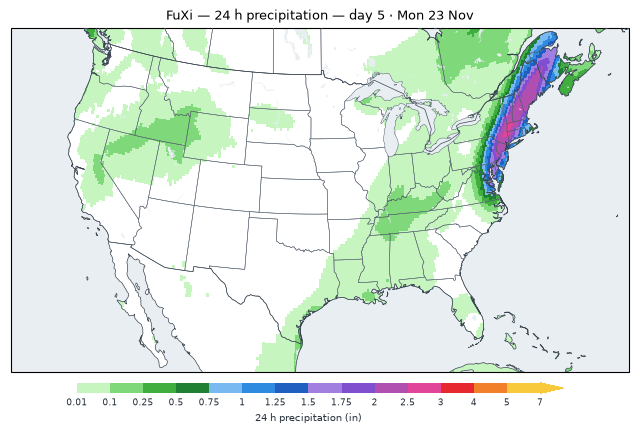 FuXi — 24 h precipitation — day 5 · Mon 23 Nov
0.01 0.1 0.25 0.5 0.75 1 1.25 1.5 1.75 2 2.5 3 4 5 7
24 h precipitation (in)